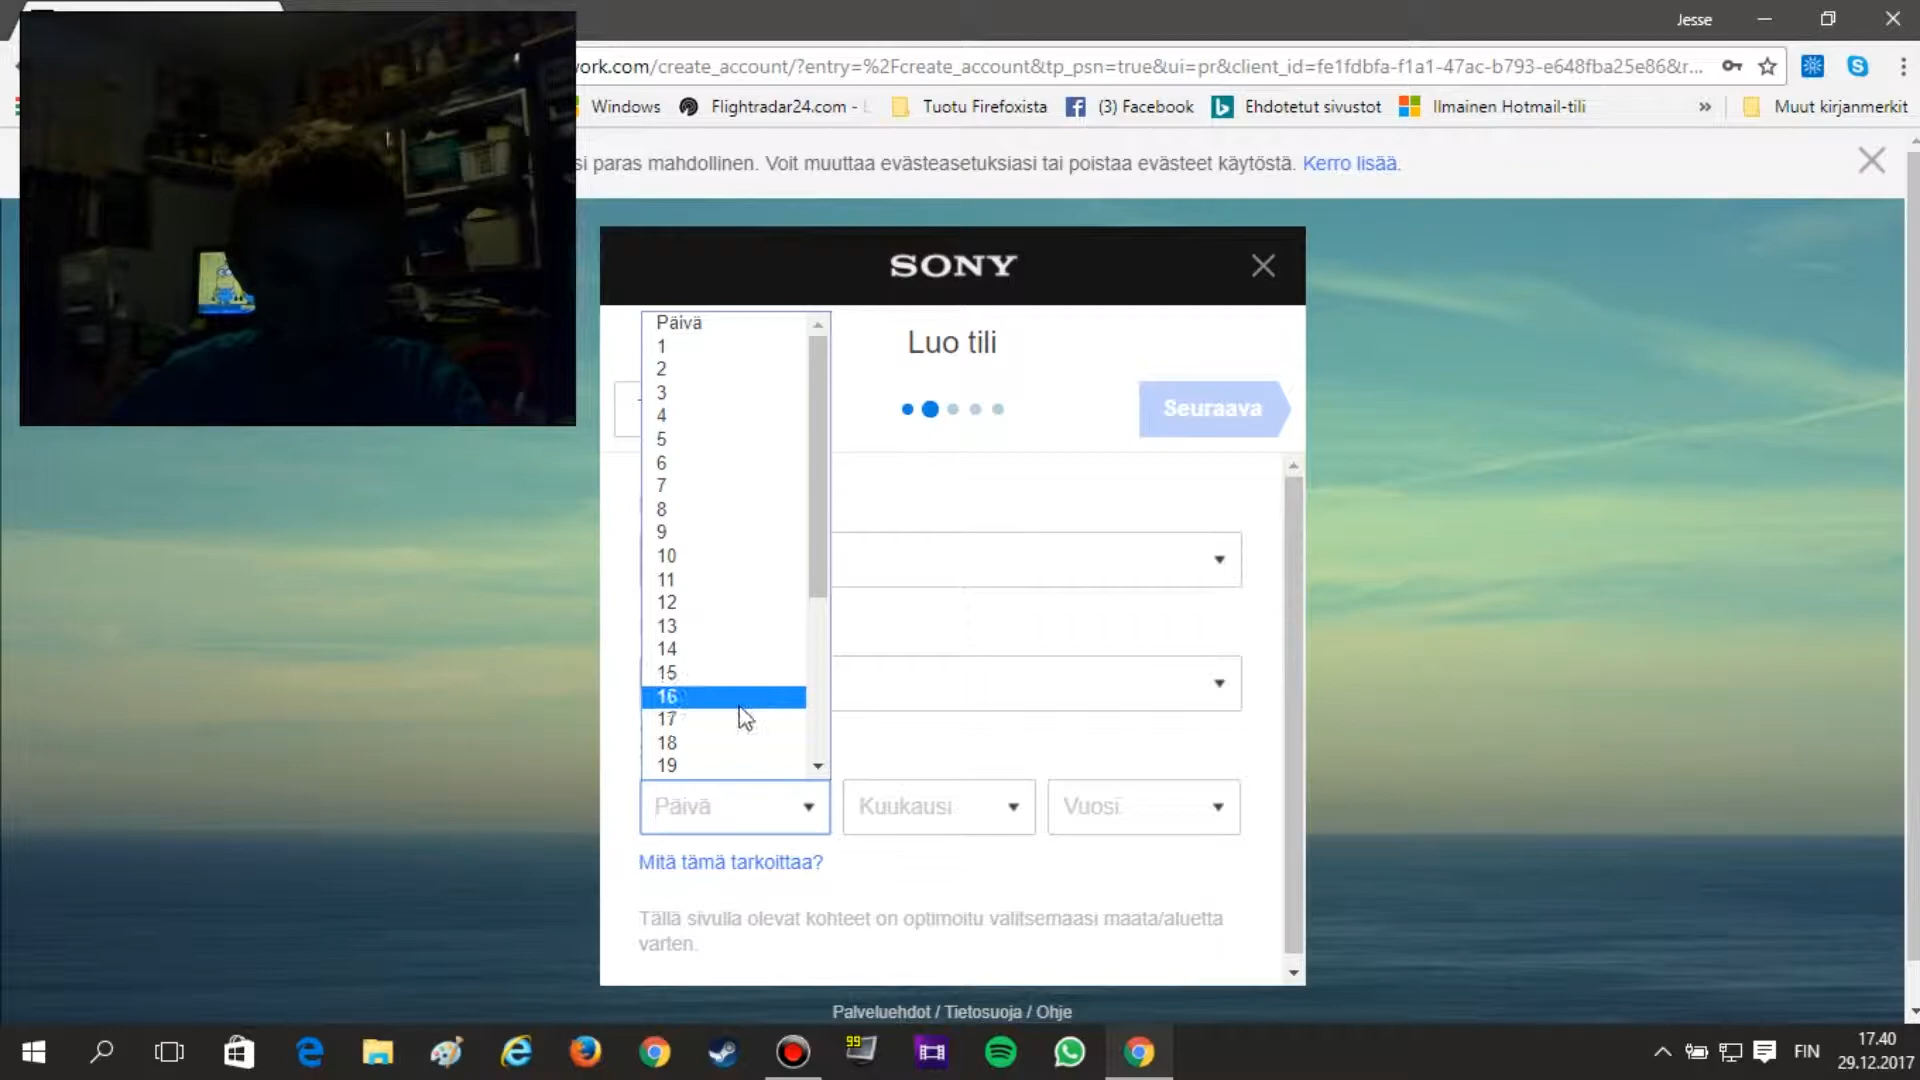 Jesse
work.com/create_account/?entry=%2Fcreate_account&tp_psn=true&ui=pr&client_id=fe1fdbfa-f1a1-47ac-b793-e648fba25e86&r...
Windows
Flightradar24.com -
Tuotu Firefoxista
(3) Facebook
Ehdotetut sivustot
Ilmainen Hotmail-tili
»
Muut kirjanmerkit
si paras mahdollinen. Voit muuttaa evästeasetuksiasi tai poistaa evästeet käytöstä. Kerro lisää.
SONY
Luo tili
Seuraava
Päivä
1
2
3
4
5
6
7
8
9
10
11
12
13
14
15
16
17
18
19
Päivä
Kuukausi
Vuosi
Mitä tämä tarkoittaa?
Tällä sivulla olevat kohteet on optimoitu valitsemaasi maata/aluetta
varten.
Palveluehdot / Tietosuoja / Ohje
99
FIN
17.40
29.12.2017